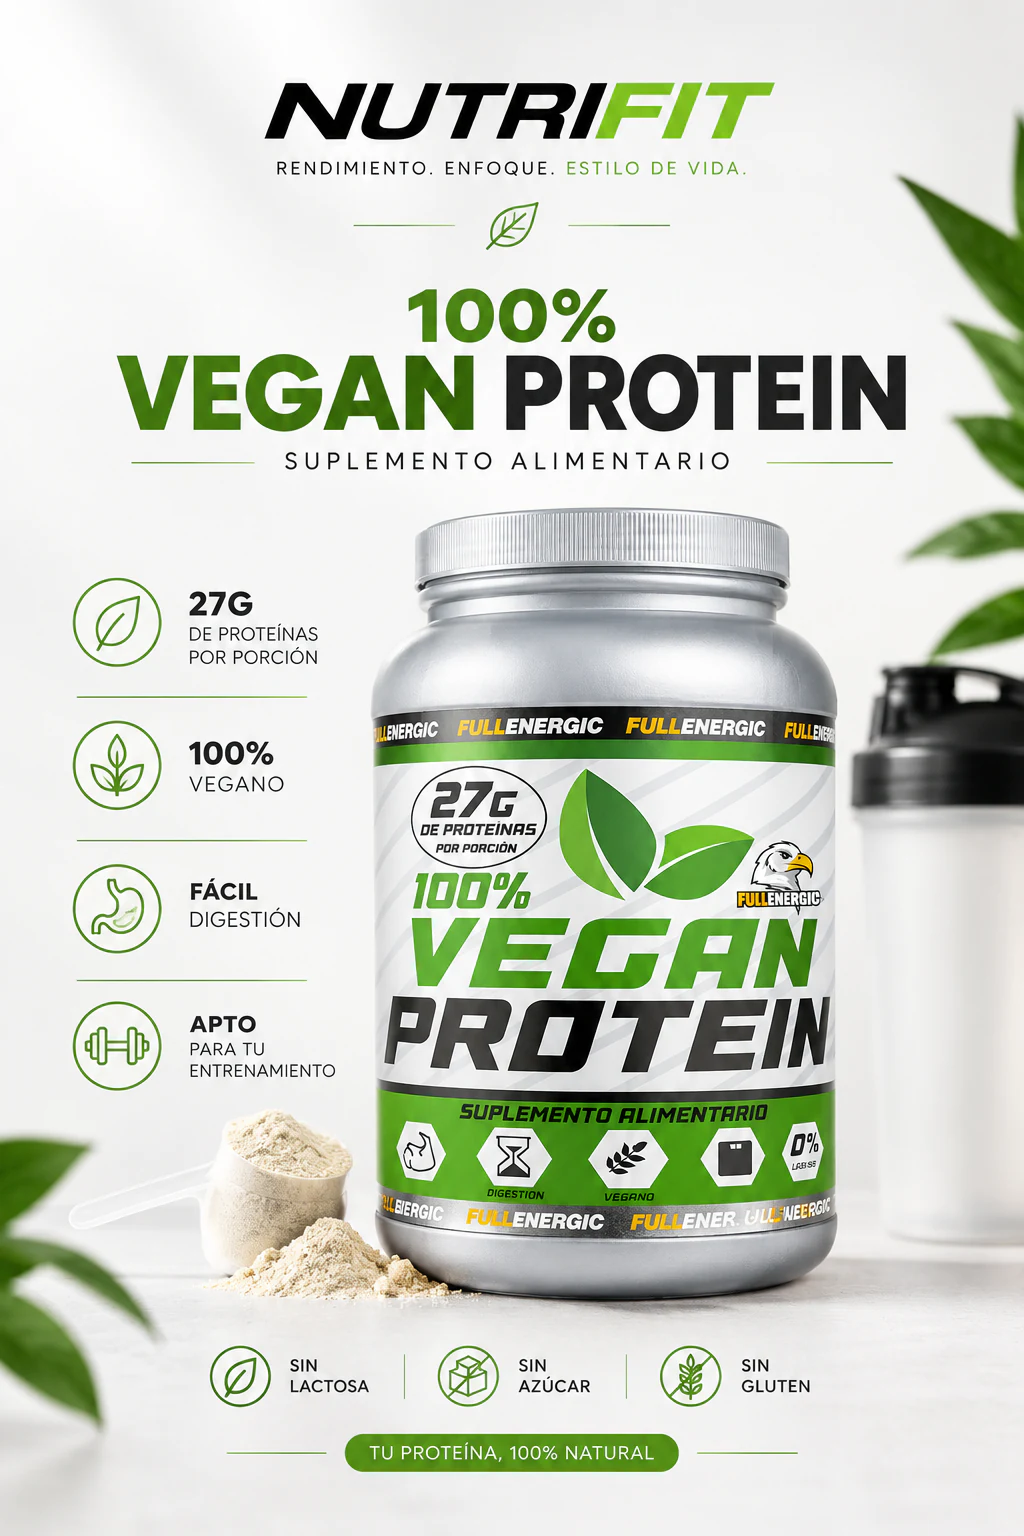 NUTRIFIT
RENDIMIENTO. ENFOQUE. ESTILO DE VIDA.
100%
VEGAN PROTEIN
SUPLEMENTO ALIMENTARIO
27G
DE PROTEÍNAS
POR PORCIÓN
100%
VEGANO
FÁCIL
DIGESTIÓN
APTO
PARA TU
ENTRENAMIENTO
FULLENERGIC FULLENERGIC
27G
DE PROTEÍNAS
POR PORCIÓN
FULLENERGIC
100%
VEGAN
PROTEIN
SUPLEMENTO ALIMENTARIO
0%
DIGESTION
VEGANO
FULLENERGIC
SIN
LACTOSA
SIN
AZÚCAR
SIN
GLUTEN
TU PROTEÍNA, 100% NATURAL